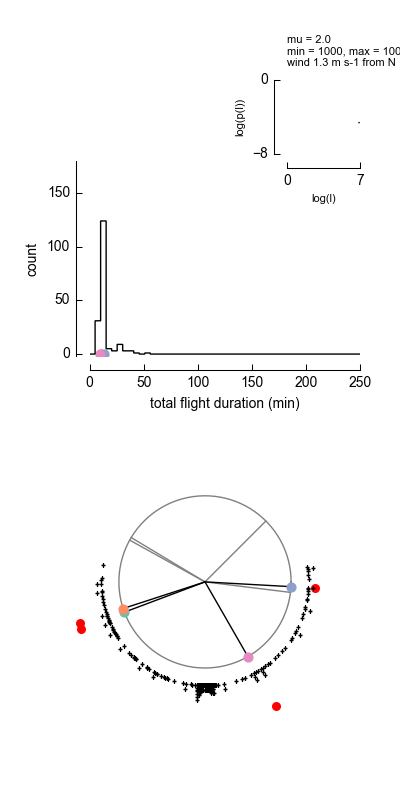 mu = 2.0
min = 1000, max = 100
wind 1.3 m s-1 from N
0
log(p(l))
−8
0
7
log(l)
150
100
50
0
count
0
50
100
150
200
250
total flight duration (min)